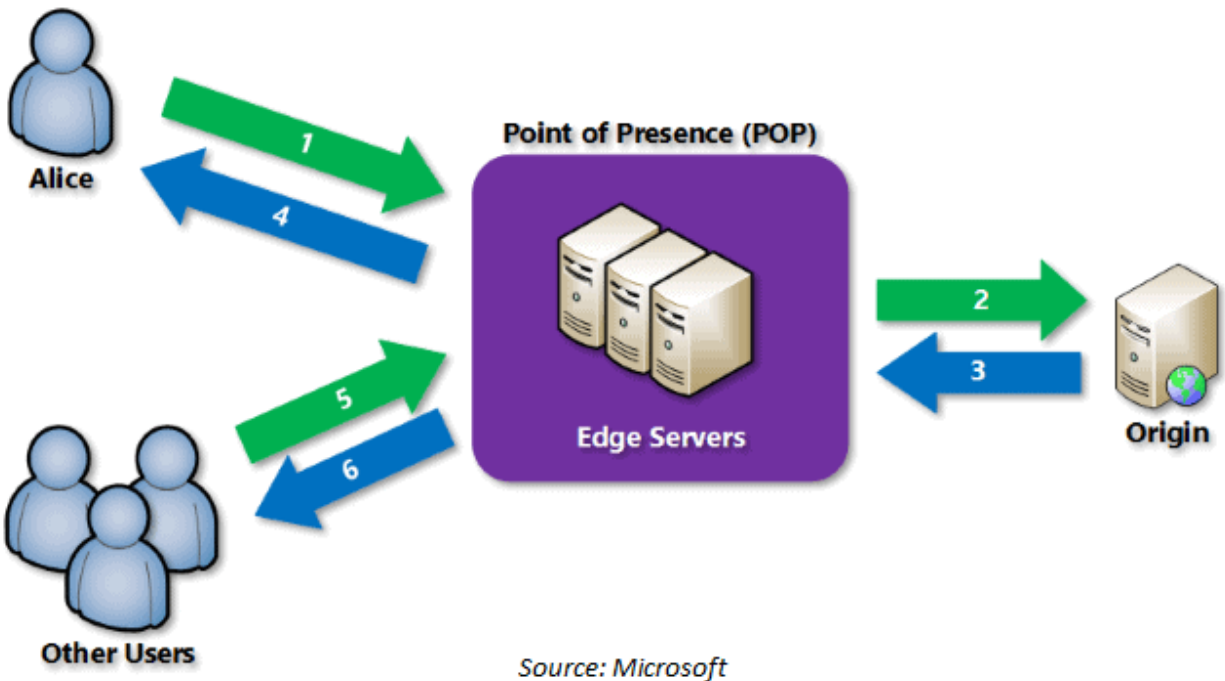 Alice
1
4
Point of Presence (POP)
Edge Servers
2
3
Origin
5
6
Other Users
Source: Microsoft